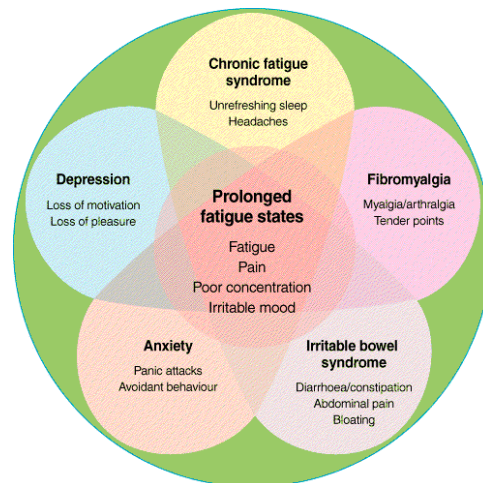 Chronic fatigue
syndrome
Unrefreshing sleep
Headaches
Depression
Loss of motivation
Loss of pleasure
Prolonged
fatigue states
Fatigue
Pain
Poor concentration
Irritable mood
Fibromyalgia
Myalgia/arthralgia
Tender points
Anxiety
Panic attacks
Avoidant behaviour
Irritable bowel
syndrome
Diarrhoea/constipation
Abdominal pain
Bloating